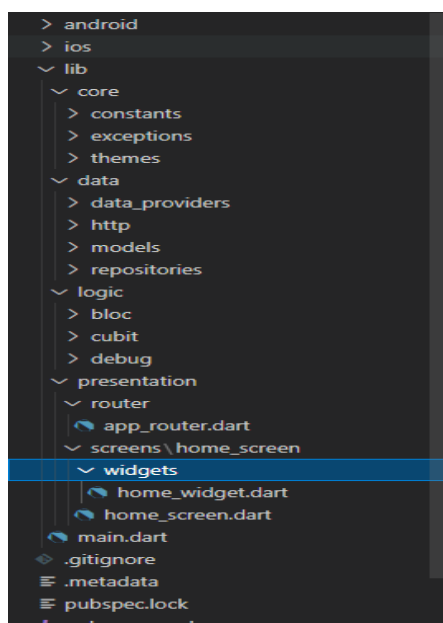 android
ios
lib
core
constants
exceptions
themes
data
data_providers
http
models
repositories
logic
bloc
cubit
debug
presentation
router
app_router.dart
screens\home_screen
widgets
home_widget.dart
home_screen.dart
main.dart
.gitignore
.metadata
pubspec.lock